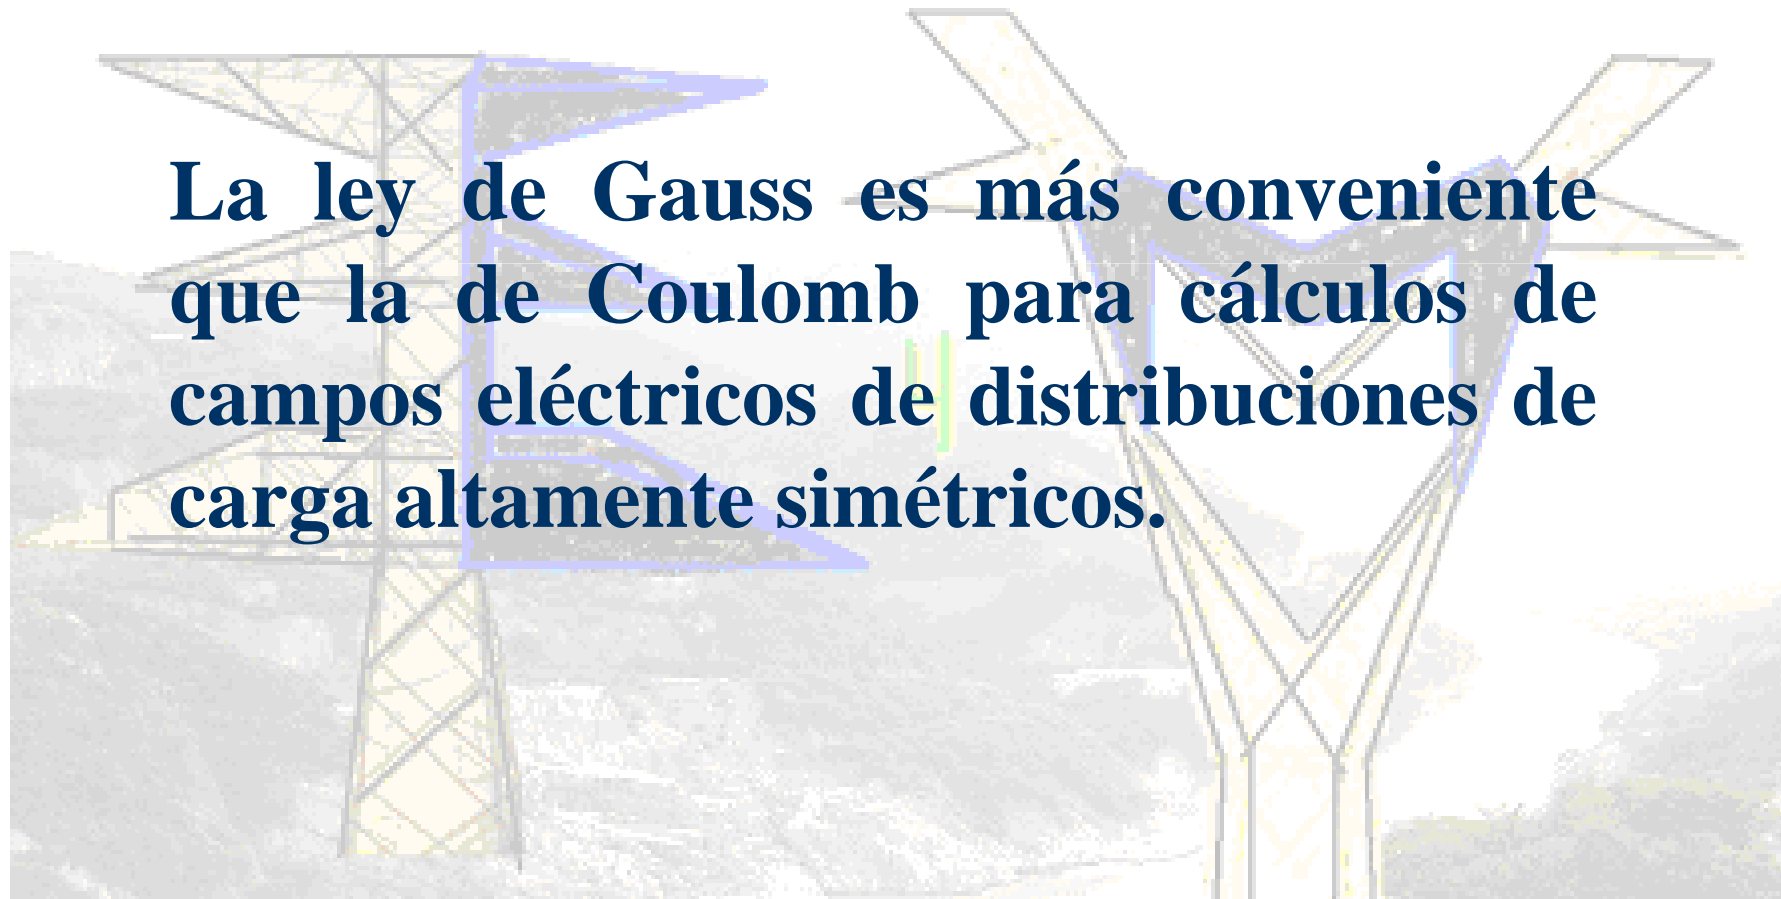 La ley de Gauss es más conveniente
que la de Coulomb para cálculos de
campos eléctricos de distribuciones de
carga altamente simétricos.